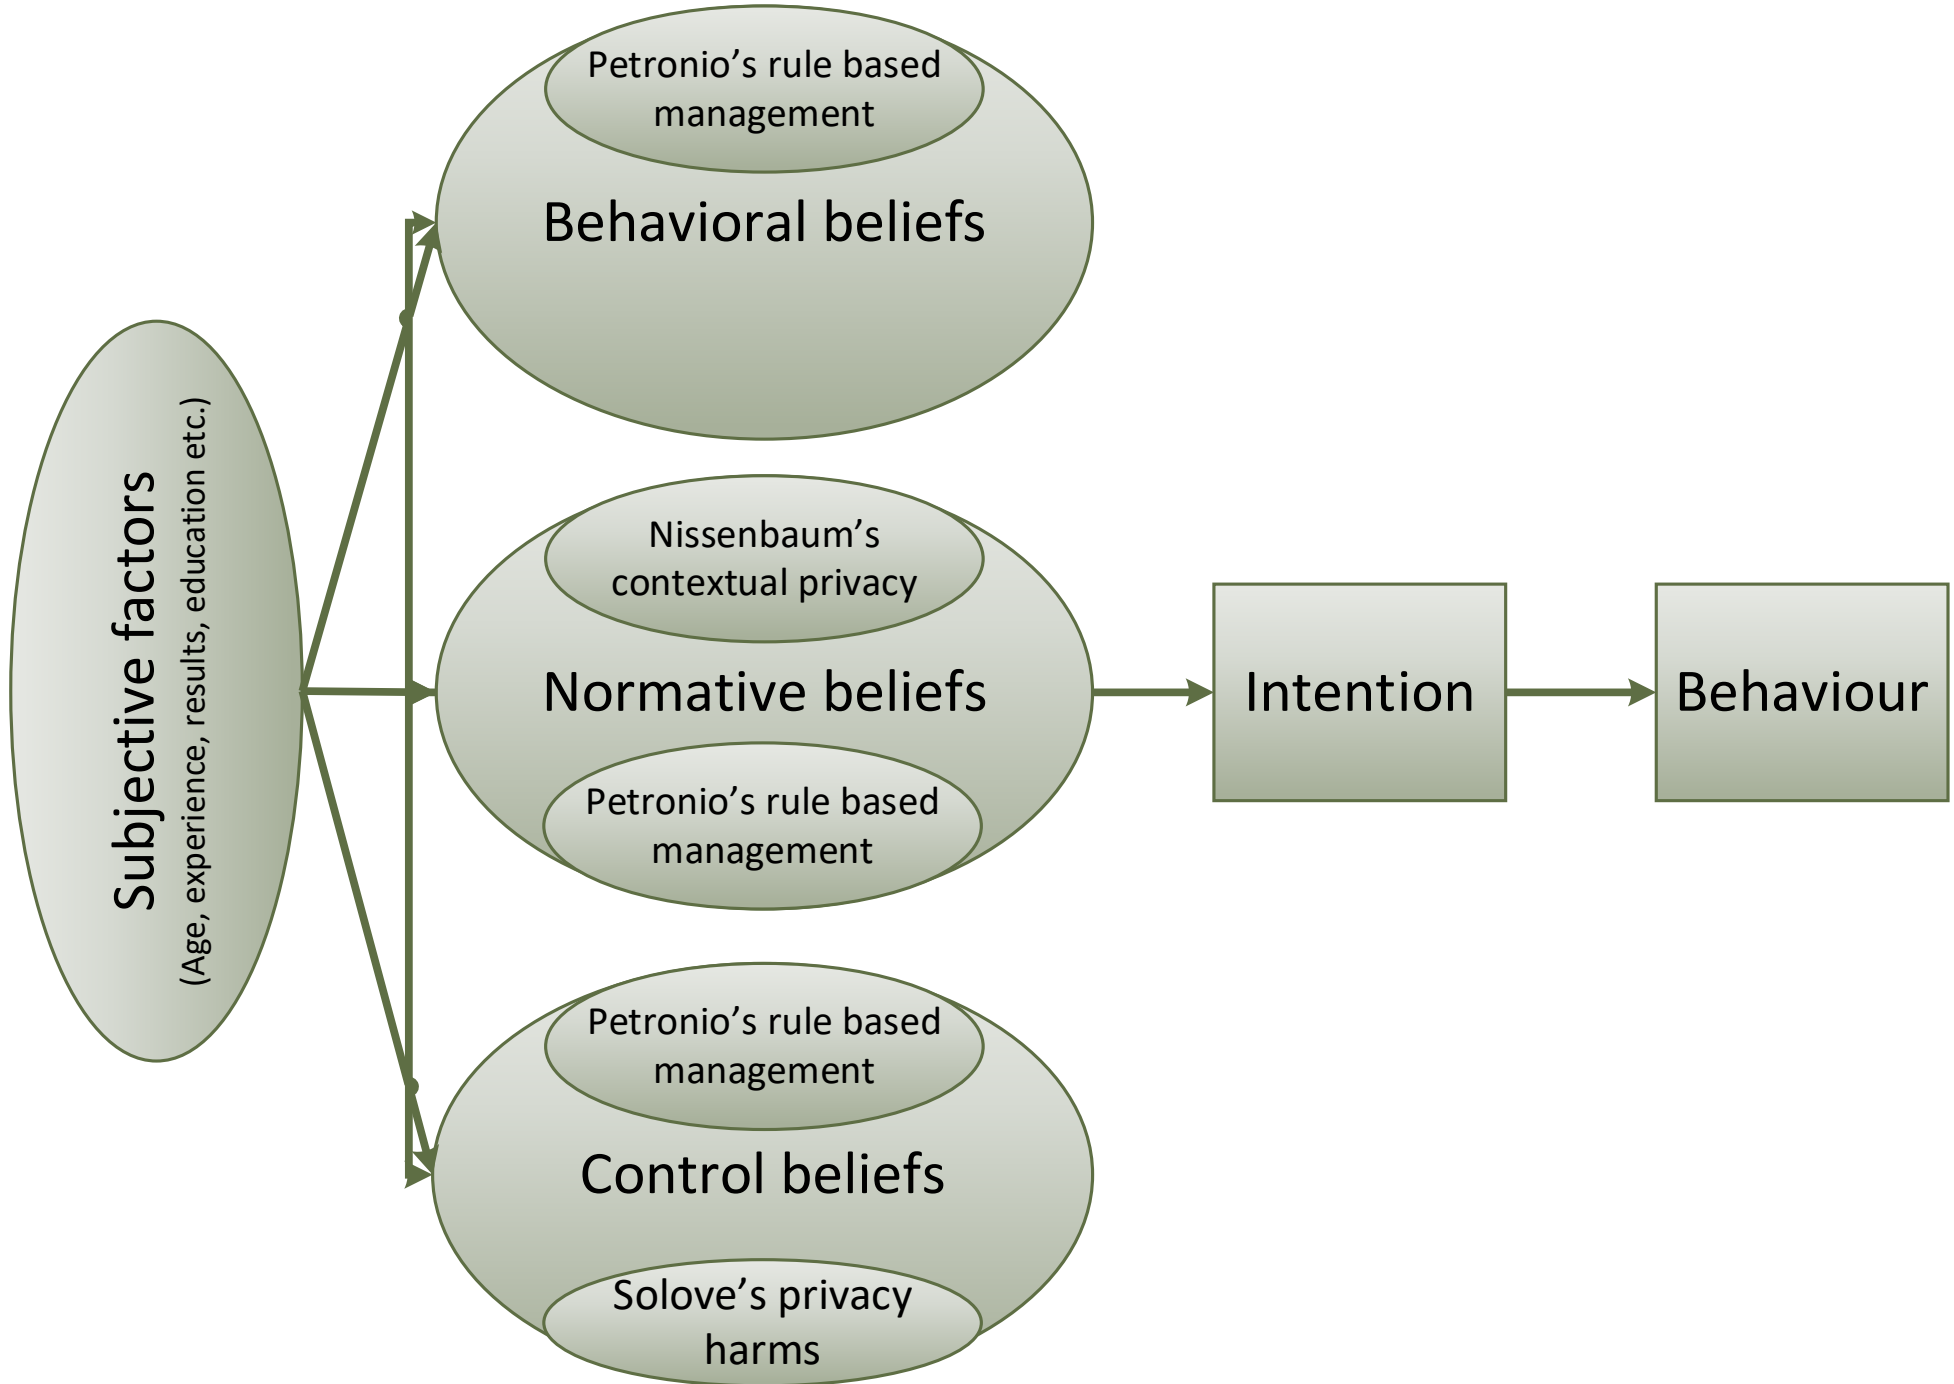 Subjective factors
(Age, experience, results, education etc.)
Petronio’s rule based
management
Behavioral beliefs
Nissenbaum’s
contextual privacy
Normative beliefs
Petronio’s rule based
management
Petronio’s rule based
management
Control beliefs
Solove’s privacy
harms
Intention
Behaviour